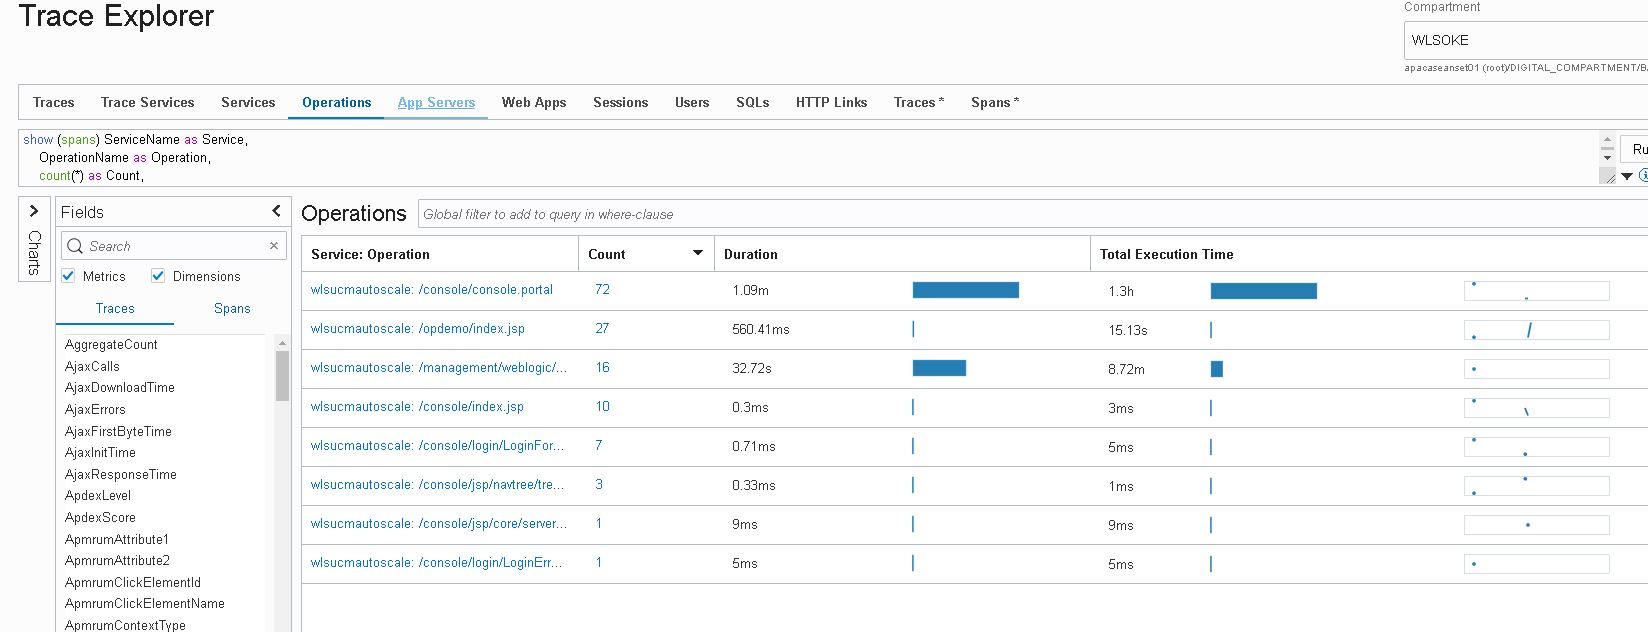 Trace Explorer
Compartment
WLSOKE
apacaseanset01 (root)/DIGITAL_COMPARTMENT/B
Traces Trace Services Services Operations App Servers Web Apps Sessions Users SQLs HTTP Links Traces * Spans *
show (spans) ServiceName as Service,
OperationName as Operation,
count(*) as Count,
Ru
Charts
Fields
Search
Metrics Dimensions
Traces Spans
AggregateCount
AjaxCalls
AjaxDownloadTime
AjaxErrors
AjaxFirstByteTime
AjaxInitTime
AjaxResponseTime
ApdexLevel
ApdexScore
ApmrumAttribute1
ApmrumAttribute2
ApmrumClickElementId
ApmrumClickElementName
ApmrumContextType
Operations Global filter to add to query in where-clause
Service: Operation Count Duration Total Execution Time
wlsucmautoscale: /console/console.portal 72 1.09m 1.3h
wlsucmautoscale: /opdemo/index.jsp 27 560.41ms 15.13s
wlsucmautoscale: /management/weblogic/... 16 32.72s 8.72m
wlsucmautoscale: /console/index.jsp 10 0.3ms 3ms
wlsucmautoscale: /console/login/LoginFor... 7 0.71ms 5ms
wlsucmautoscale: /console/jsp/navtree/tre... 3 0.33ms 1ms
wlsucmautoscale: /console/jsp/core/server... 1 9ms 9ms
wlsucmautoscale: /console/login/LoginErr... 1 5ms 5ms